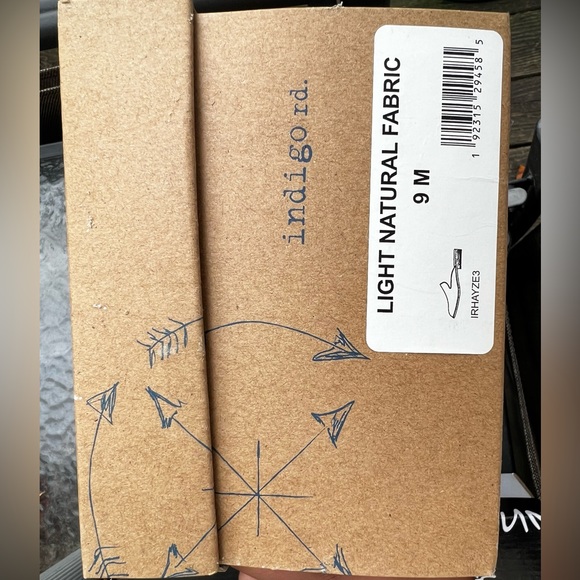 indigo rd.
LIGHT NATURAL FABRIC
9 M
IRHAYZE3
1 92315 29458 5